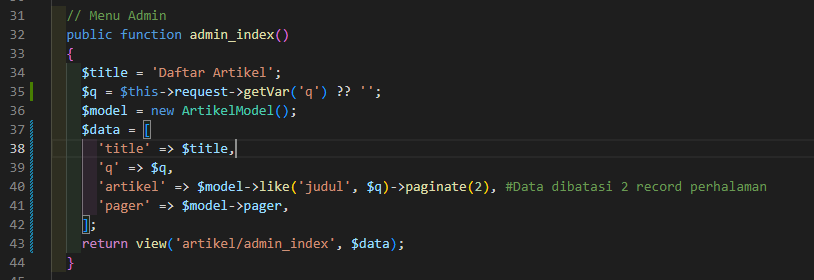 31 // Menu Admin
32 public function admin_index()
33 {
34 $title = 'Daftar Artikel';
35 $q = $this->request->getVar('q') ?? '';
36 $model = new ArtikelModel();
37 $data = [
38 'title' => $title,
39 'q' => $q,
40 'artikel' => $model->like('judul', $q)->paginate(2), #Data dibatasi 2 record perhalaman
41 'pager' => $model->pager,
42 ];
43 return view('artikel/admin_index', $data);
44 }